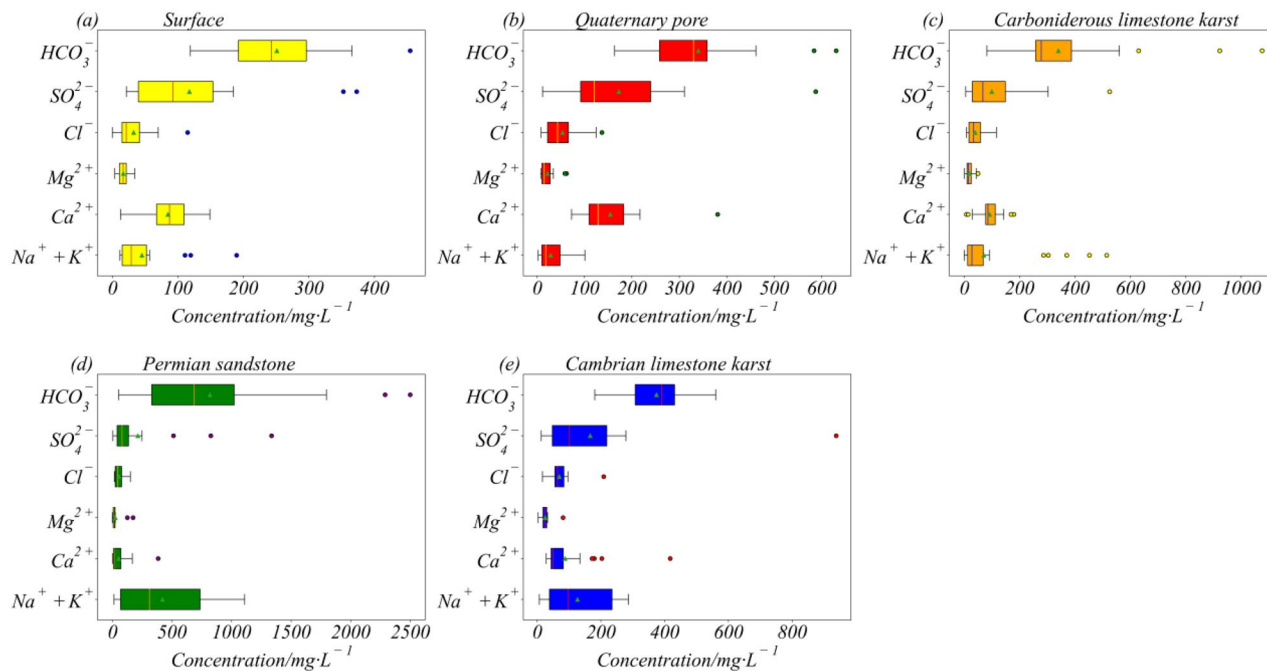 (a) Surface
HCO₃⁻
SO₄²⁻
Cl⁻
Mg²⁺
Ca²⁺
Na⁺ + K⁺
0 100 200 300 400
Concentration/mg·L⁻¹
(b) Quaternary pore
HCO₃⁻
SO₄²⁻
Cl⁻
Mg²⁺
Ca²⁺
Na⁺ + K⁺
0 100 200 300 400 500 600
Concentration/mg·L⁻¹
(c) Carboniderous limestone karst
HCO₃⁻
SO₄²⁻
Cl⁻
Mg²⁺
Ca²⁺
Na⁺ + K⁺
0 200 400 600 800 1000
Concentration/mg·L⁻¹
(d) Permian sandstone
HCO₃⁻
SO₄²⁻
Cl⁻
Mg²⁺
Ca²⁺
Na⁺ + K⁺
0 500 1000 1500 2000 2500
Concentration/mg·L⁻¹
(e) Cambrian limestone karst
HCO₃⁻
SO₄²⁻
Cl⁻
Mg²⁺
Ca²⁺
Na⁺ + K⁺
0 200 400 600 800
Concentration/mg·L⁻¹